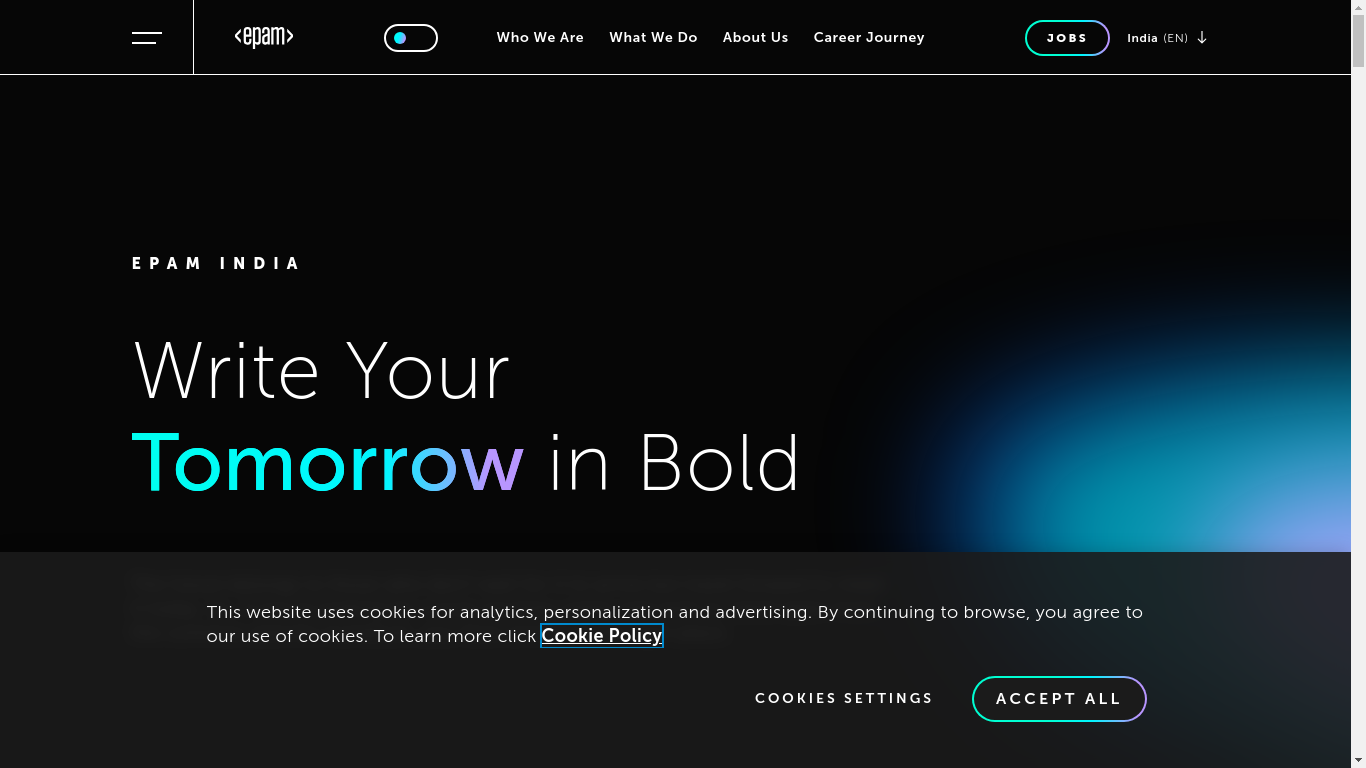 <epam>
Who We Are
What We Do
About Us
Career Journey
JOBS
India (EN)
EPAM INDIA
Write Your
Tomorrow in Bold
This website uses cookies for analytics, personalization and advertising. By continuing to browse, you agree to
our use of cookies. To learn more click Cookie Policy
COOKIES SETTINGS
ACCEPT ALL